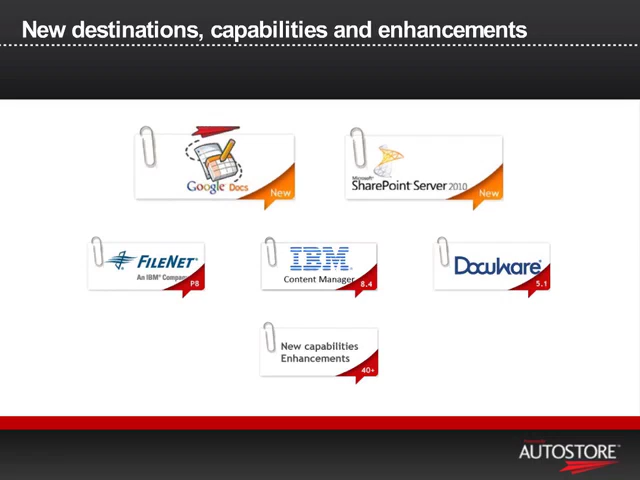 New destinations, capabilities and enhancements
Google Docs
New
Microsoft®
SharePoint® Server 2010
New
FILENET®
An IBM® Company
P8
IBM®
Content Manager
8.4
DocuWare®
5.1
New capabilities
Enhancements
40+
AUTOSTORE™